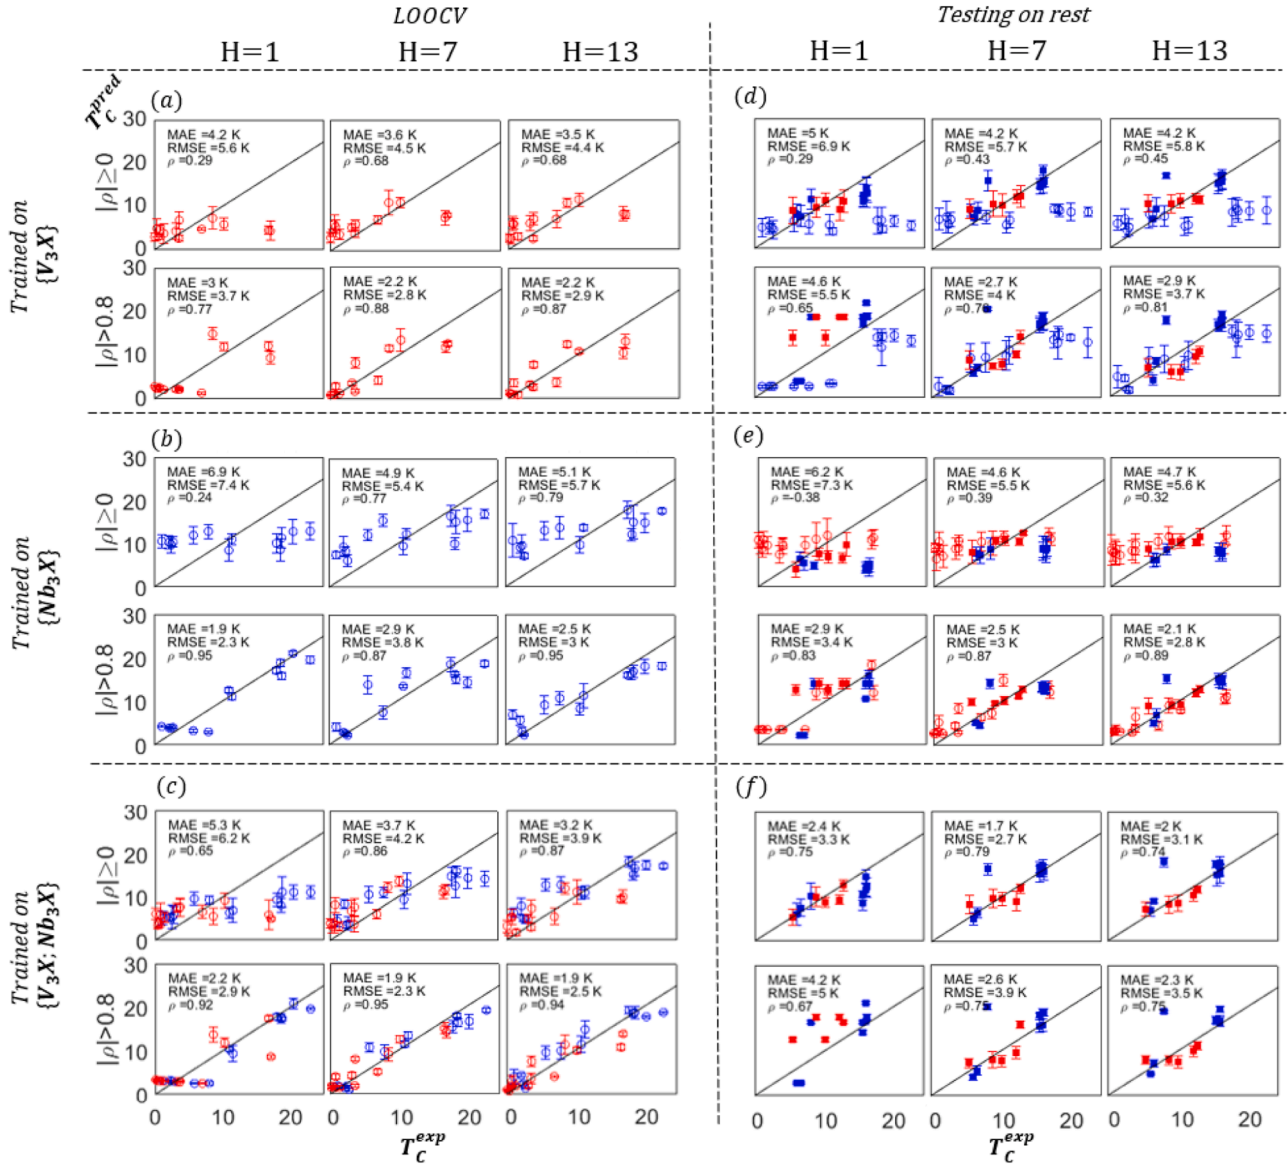 LOOCV
Testing on rest
H=1
H=7
H=13
H=1
H=7
H=13
T_C^pred
Trained on
{V₃X}
(a)
|ρ|≥0
30
20
10
0
MAE =4.2 K
RMSE =5.6 K
ρ =0.29
MAE =3.6 K
RMSE =4.5 K
ρ =0.68
MAE =3.5 K
RMSE =4.4 K
ρ =0.68
(d)
MAE =5 K
RMSE =6.9 K
ρ =0.29
MAE =4.2 K
RMSE =5.7 K
ρ =0.43
MAE =4.2 K
RMSE =5.8 K
ρ =0.45
|ρ|>0.8
30
20
10
0
MAE =3 K
RMSE =3.7 K
ρ =0.77
MAE =2.2 K
RMSE =2.8 K
ρ =0.88
MAE =2.2 K
RMSE =2.9 K
ρ =0.87
MAE =4.6 K
RMSE =5.5 K
ρ =0.65
MAE =2.7 K
RMSE =4 K
MAE =2.9 K
RMSE =3.7 K
ρ =0.81
Trained on
{Nb₃X}
(b)
|ρ|≥0
30
20
10
0
MAE =6.9 K
RMSE =7.4 K
ρ =0.24
MAE =4.9 K
RMSE =5.4 K
ρ =0.77
MAE =5.1 K
RMSE =5.7 K
ρ =0.79
(e)
MAE =6.2 K
RMSE =7.3 K
ρ =-0.38
MAE =4.6 K
RMSE =5.5 K
ρ =0.39
MAE =4.7 K
RMSE =5.6 K
ρ =0.32
|ρ|>0.8
30
20
10
0
MAE =1.9 K
RMSE =2.3 K
ρ =0.95
MAE =2.9 K
RMSE =3.8 K
ρ =0.87
MAE =2.5 K
RMSE =3 K
ρ =0.95
MAE =2.9 K
RMSE =3.4 K
ρ =0.83
MAE =2.5 K
RMSE =3 K
ρ =0.87
MAE =2.1 K
RMSE =2.8 K
ρ =0.89
Trained on
{V₃X; Nb₃X}
(c)
|ρ|≥0
30
20
10
0
MAE =5.3 K
RMSE =6.2 K
ρ =0.65
MAE =3.7 K
RMSE =4.2 K
ρ =0.86
MAE =3.2 K
RMSE =3.9 K
ρ =0.87
(f)
MAE =2.4 K
RMSE =3.3 K
ρ =0.75
MAE =1.7 K
RMSE =2.7 K
ρ =0.79
MAE =2 K
RMSE =3.1 K
ρ =0.74
|ρ|>0.8
30
20
10
0
MAE =2.2 K
RMSE =2.9 K
ρ =0.92
MAE =1.9 K
RMSE =2.3 K
ρ =0.95
MAE =1.9 K
RMSE =2.5 K
ρ =0.94
MAE =4.2 K
RMSE =5 K
ρ =0.67
MAE =2.6 K
RMSE =3.9 K
ρ =0.75
MAE =2.3 K
RMSE =3.5 K
ρ =0.75
0 10 20 0 10 20 0 10 20
0 10 20 0 10 20 0 10 20
T_C^exp
T_C^exp